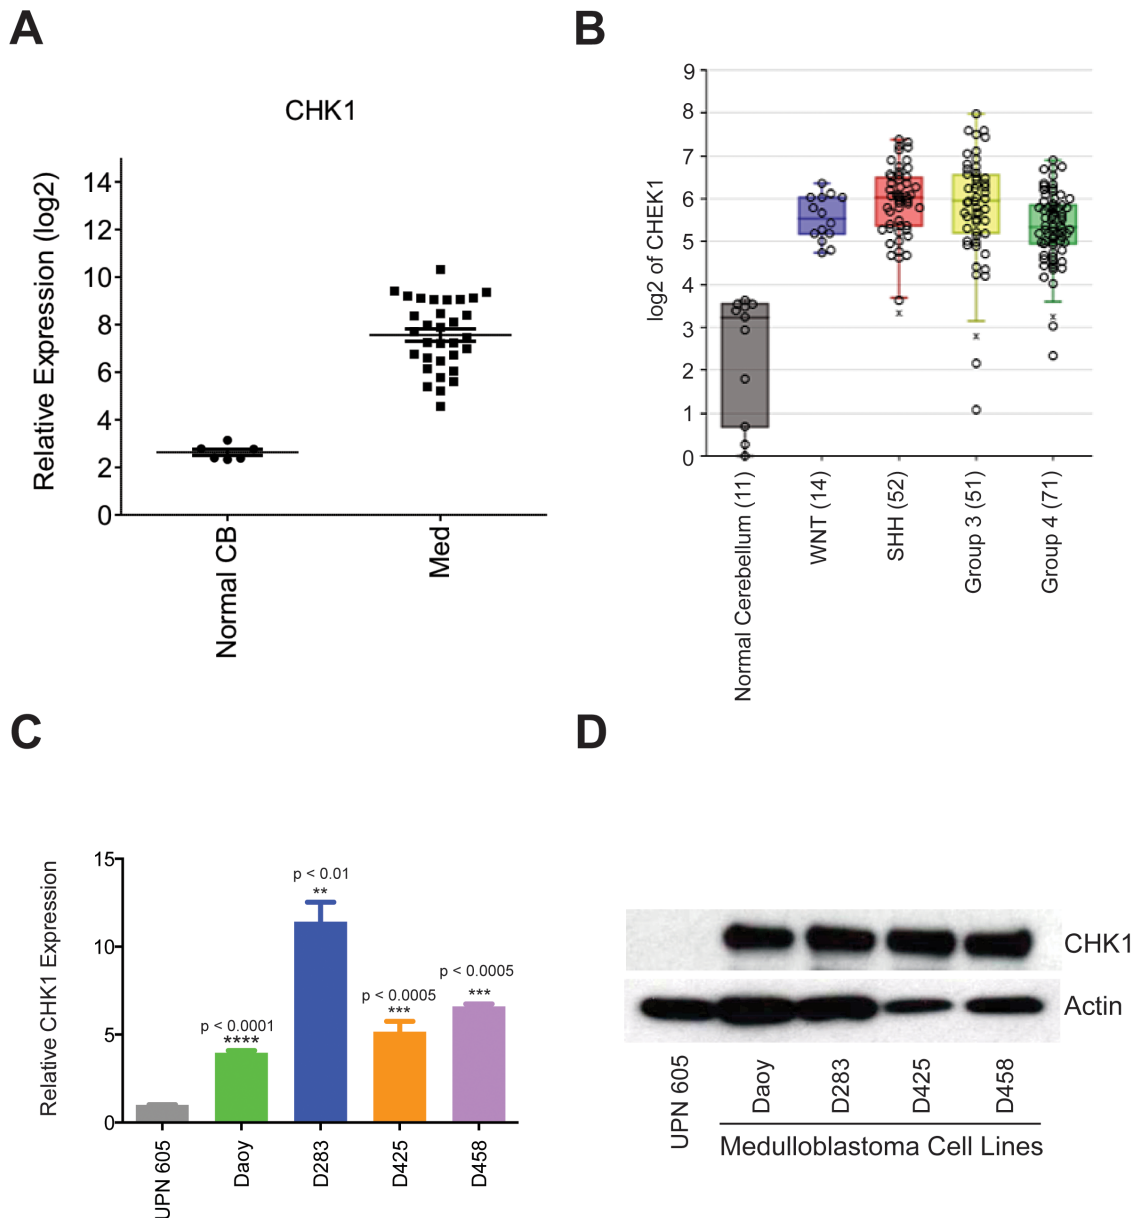 A
CHK1
Relative Expression (log2)
14
12
10
8
6
4
2
0
Normal CB
Med
B
log2 of CHEK1
9
8
7
6
5
4
3
2
1
0
Normal Cerebellum (11)
WNT (14)
SHH (52)
Group 3 (51)
Group 4 (71)
C
Relative CHK1 Expression
15
10
5
0
p < 0.0001
****
p < 0.01
**
p < 0.0005
***
p < 0.0005
***
UPN 605
Daoy
D283
D425
D458
D
CHK1
Actin
UPN 605
Daoy
D283
D425
D458
Medulloblastoma Cell Lines